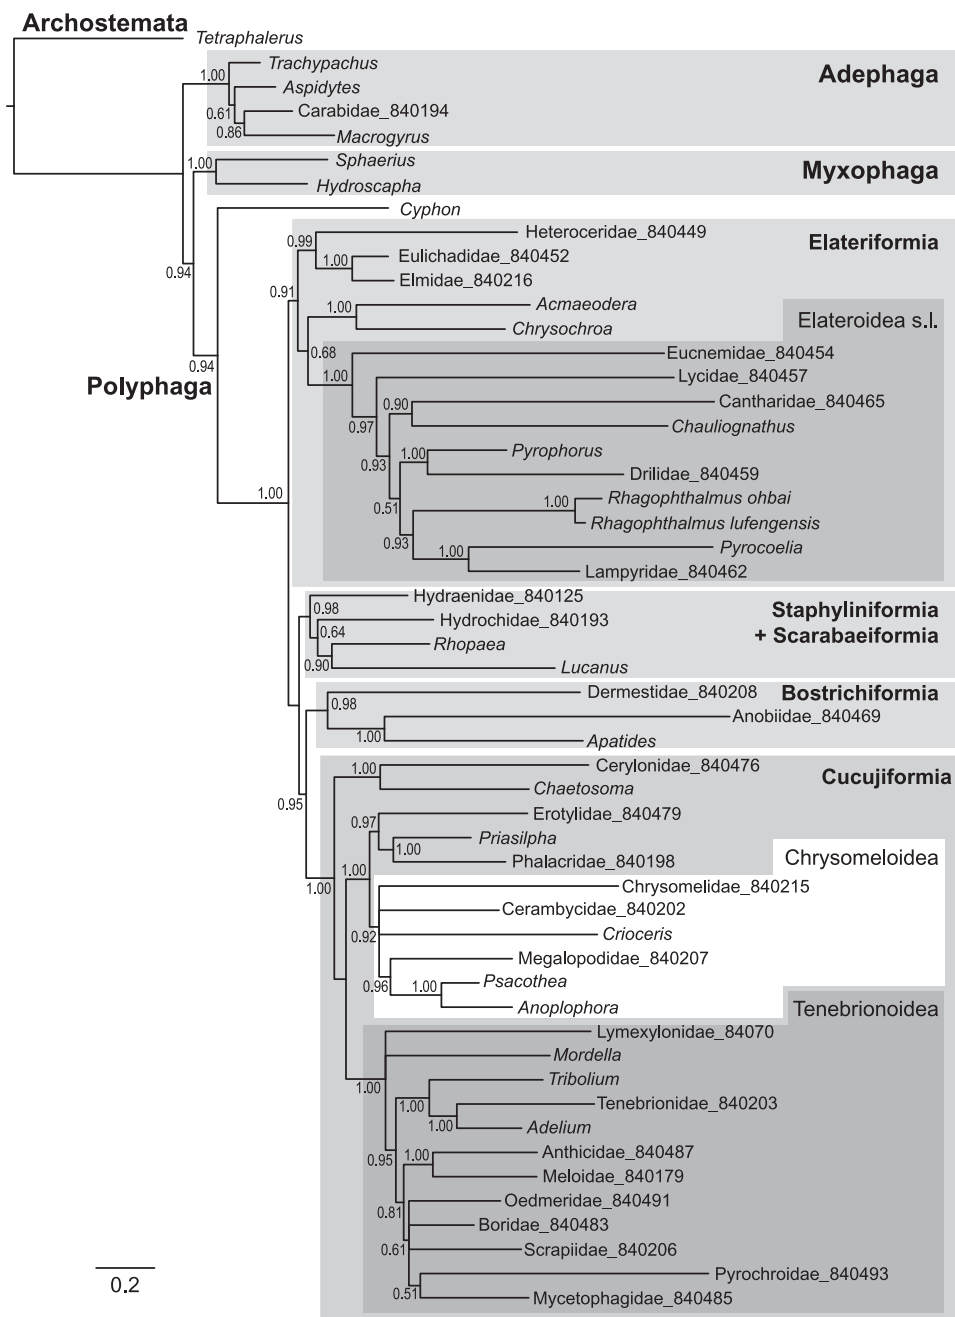 Archostemata
Tetraphalerus
Trachypachus
1.00
Adephaga
Aspidytes
0.61
Carabidae_840194
0.86
Macrogyrus
Sphaerius
1.00
Myxophaga
Hydroscapha
Cyphon
Heteroceridae_840449
0.99
Elateriformia
Eulichadidae_840452
1.00
0.94
Elmidae_840216
0.91
Acmaeodera
1.00
Elateroidea s.l.
Chrysochroa
0.68
Eucnemidae_840454
0.94
1.00
Lycidae_840457
Polyphaga
0.90
Cantharidae_840465
0.97
Chauliognathus
Pyrophorus
1.00
0.93
Drilidae_840459
1.00
Rhagophthalmus ohbai
1.00
0.51
Rhagophthalmus lufengensis
0.93
Pyrocoelia
1.00
Lampyridae_840462
Hydraenidae_840125
0.98
Staphyliniformia
Hydrochidae_840193
0.64
+ Scarabaeiformia
Rhopaea
0.90
Lucanus
Dermestidae_840208
Bostrichiformia
0.98
Anobiidae_840469
1.00
Apatides
Cerylonidae_840476
1.00
Cucujiformia
Chaetosoma
0.95
Erotylidae_840479
0.97
Priasilpha
1.00
Phalacridae_840198
Chrysomeloidea
1.00
1.00
Chrysomelidae_840215
Cerambycidae_840202
Crioceris
0.92
Megalopodidae_840207
0.96
Psacothea
1.00
Anoplophora
Tenebrionoidea
Lymexylonidae_84070
Mordella
Tribolium
1.00
1.00
Tenebrionidae_840203
1.00
Adelium
Anthicidae_840487
1.00
0.95
Meloidae_840179
Oedmeridae_840491
0.81
Boridae_840483
Scrapiidae_840206
0.61
Pyrochroidae_840493
0.51
Mycetophagidae_840485
0.2